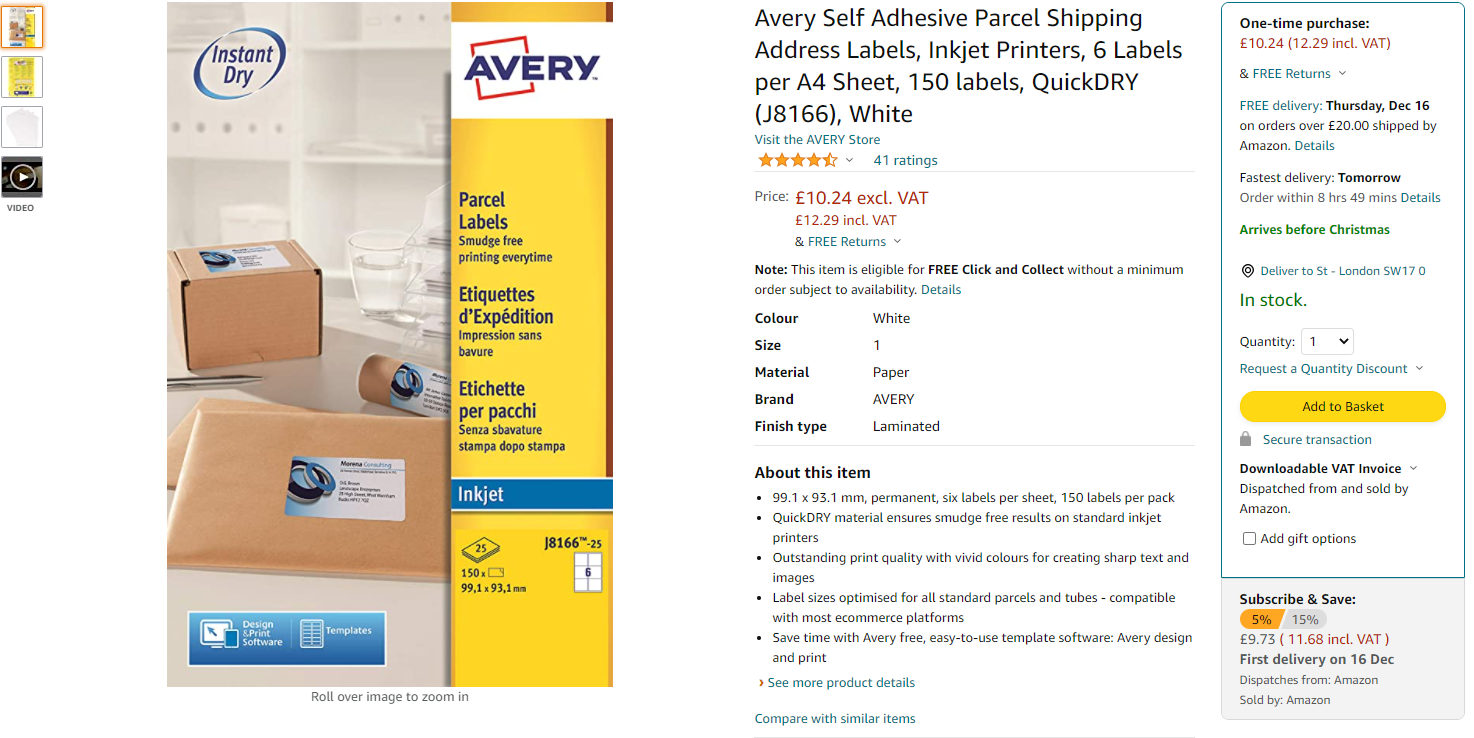 VIDEO
Instant
Dry
AVERY
Parcel
Labels
Smudge free
printing everytime
Etiquettes
d'Expédition
Impression sans
bavure
Etichette
per pacchi
Senza sbavature
stampa dopo stampa
Inkjet
25
J8166™-25
150 x
6
99,1 x 93,1 mm
Morena Consulting
Design
&Print
Software
Templates
Roll over image to zoom in
Avery Self Adhesive Parcel Shipping
Address Labels, Inkjet Printers, 6 Labels
per A4 Sheet, 150 labels, QuickDRY
(J8166), White
Visit the AVERY Store
41 ratings
Price: £10.24 excl. VAT
£12.29 incl. VAT
& FREE Returns
Note: This item is eligible for FREE Click and Collect without a minimum
order subject to availability. Details
Colour White
Size 1
Material Paper
Brand AVERY
Finish type Laminated
About this item
• 99.1 x 93.1 mm, permanent, six labels per sheet, 150 labels per pack
• QuickDRY material ensures smudge free results on standard inkjet
printers
• Outstanding print quality with vivid colours for creating sharp text and
images
• Label sizes optimised for all standard parcels and tubes - compatible
with most ecommerce platforms
• Save time with Avery free, easy-to-use template software: Avery design
and print
› See more product details
Compare with similar items
One-time purchase:
£10.24 (12.29 incl. VAT)
& FREE Returns
FREE delivery: Thursday, Dec 16
on orders over £20.00 shipped by
Amazon. Details
Fastest delivery: Tomorrow
Order within 8 hrs 49 mins Details
Arrives before Christmas
Deliver to St - London SW17 0
In stock.
Quantity: 1
Request a Quantity Discount
Add to Basket
Secure transaction
Downloadable VAT Invoice
Dispatched from and sold by
Amazon.
Add gift options
Subscribe & Save:
5% 15%
£9.73 ( 11.68 incl. VAT )
First delivery on 16 Dec
Dispatches from: Amazon
Sold by: Amazon